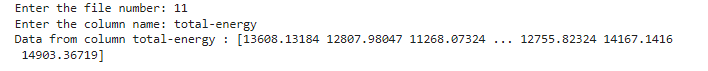 Enter the file number: 11
Enter the column name: total-energy
Data from column total-energy : [13608.13184 12807.98047 11268.07324 ... 12755.82324 14167.1416
14903.36719]